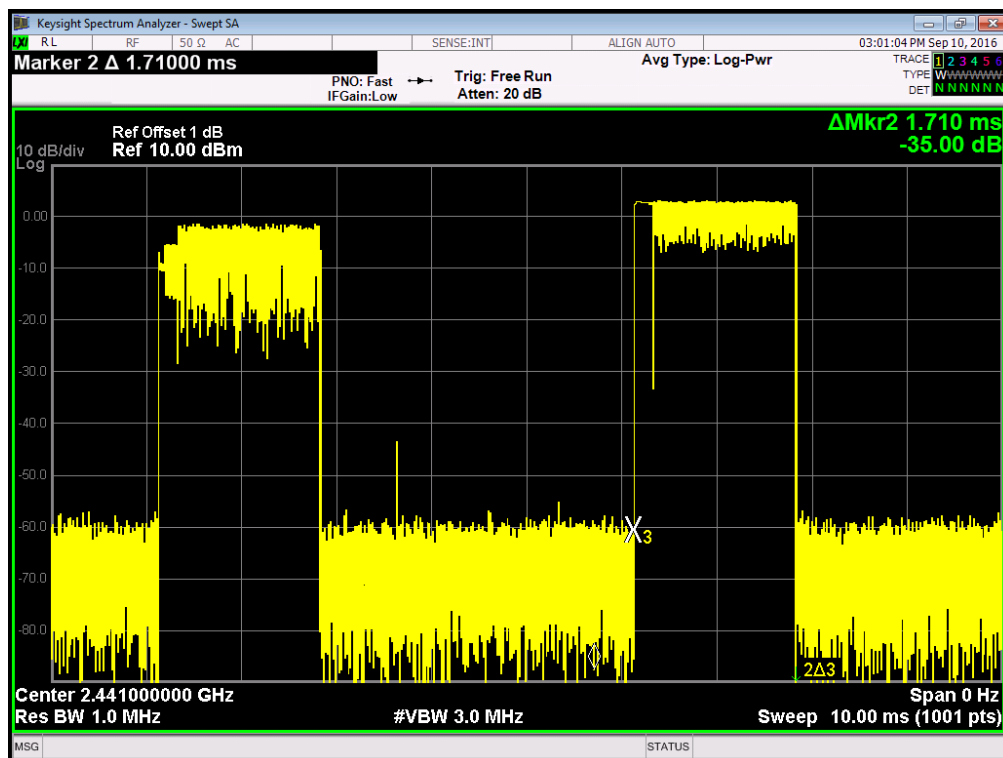 Keysight Spectrum Analyzer - Swept SA
LXI RL RF 50 Ω AC SENSE:INT ALIGN AUTO 03:01:04 PM Sep 10, 2016
Marker 2 Δ 1.71000 ms
PNO: Fast
IFGain:Low
Trig: Free Run
Atten: 20 dB
Avg Type: Log-Pwr
TRACE 1 2 3 4 5 6
TYPE WWWWWW
DET N N N N N N
ΔMkr2 1.710 ms
-35.00 dB
Ref Offset 1 dB
10 dB/div Ref 10.00 dBm
Log
0.00
-10.0
-20.0
-30.0
-40.0
-50.0
-60.0
-70.0
-80.0
3
2Δ3
Center 2.441000000 GHz Span 0 Hz
Res BW 1.0 MHz #VBW 3.0 MHz Sweep 10.00 ms (1001 pts)
MSG STATUS